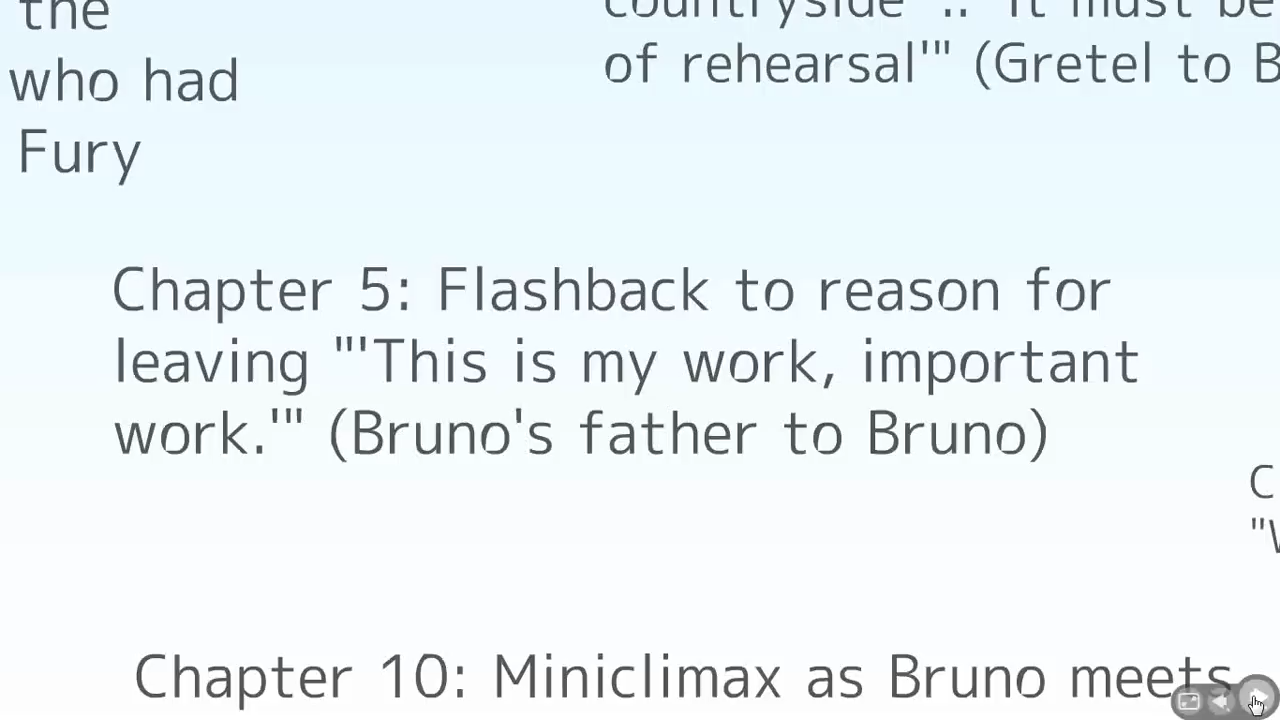 the
who had
Fury
countryside' .. 'It must be
of rehearsal'" (Gretel to B
Chapter 5: Flashback to reason for
leaving "'This is my work, important
work.'" (Bruno's father to Bruno)
C
"W
Chapter 10: Miniclimax as Bruno meets